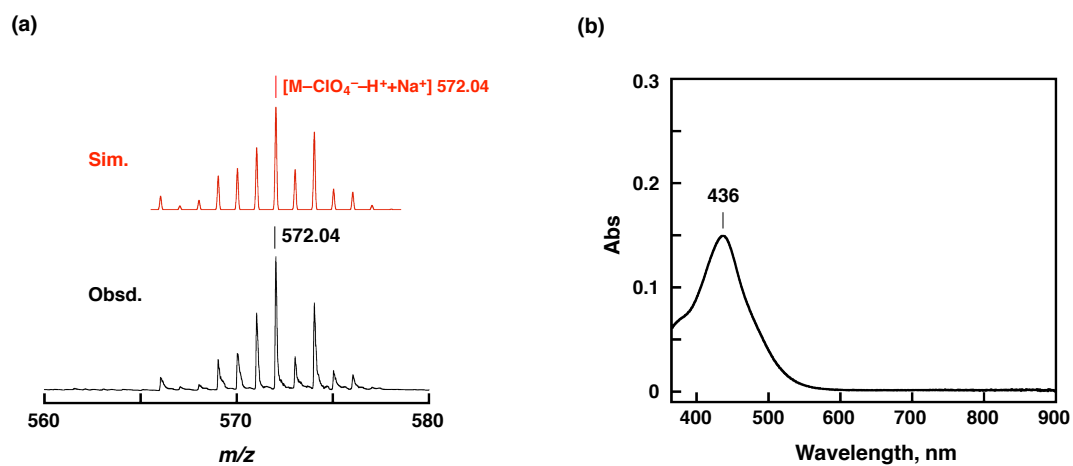 (a)
[M–ClO₄⁻–H⁺+Na⁺] 572.04
Sim.
572.04
Obsd.
560 570 580
m/z
(b)
0.3
0.2
0.1
0
Abs
436
400 500 600 700 800 900
Wavelength, nm